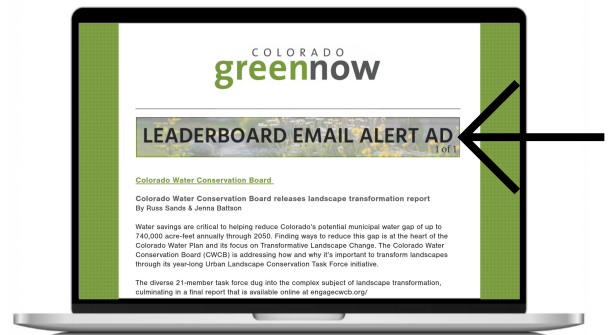 COLORADO
greennow
LEADERBOARD EMAIL ALERT AD
1 of 1
Colorado Water Conservation Board
Colorado Water Conservation Board releases landscape transformation report
By Russ Sands & Jenna Battson
Water savings are critical to helping reduce Colorado's potential municipal water gap of up to
740,000 acre-feet annually through 2050. Finding ways to reduce this gap is at the heart of the
Colorado Water Plan and its focus on Transformative Landscape Change. The Colorado Water
Conservation Board (CWCB) is addressing how and why it's important to transform landscapes
through its year-long Urban Landscape Conservation Task Force initiative.
The diverse 21-member task force dug into the complex subject of landscape transformation,
culminating in a final report that is available online at engagecwcb.org/